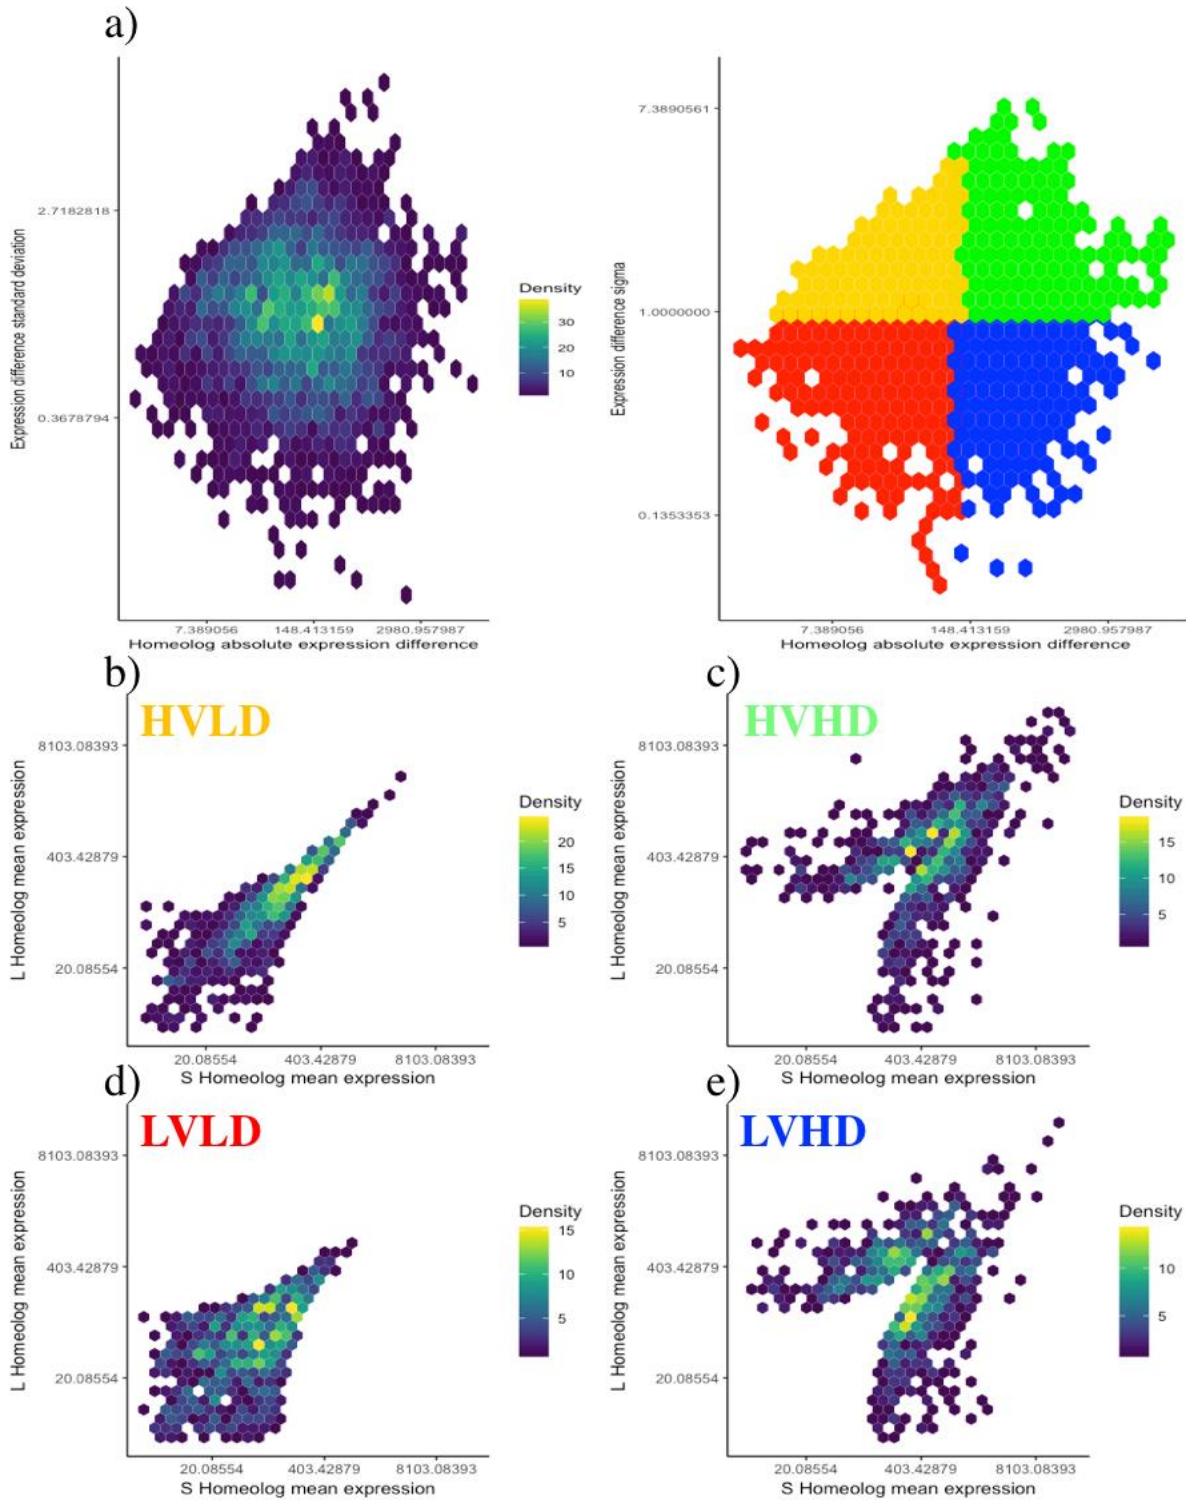 a)
Expression difference standard deviation
2.7182818
0.3678794
7.389056
148.413159
2980.957987
Homeolog absolute expression difference
Density
30
20
10
Expression difference sigma
7.3890561
1.0000000
0.1353353
7.389056
148.413159
2980.957987
Homeolog absolute expression difference
b)
HVLD
L Homeolog mean expression
8103.08393
403.42879
20.08554
20.08554
403.42879
8103.08393
S Homeolog mean expression
Density
20
15
10
5
c)
HVHD
L Homeolog mean expression
8103.08393
403.42879
20.08554
20.08554
403.42879
8103.08393
S Homeolog mean expression
Density
15
10
5
d)
LVLD
L Homeolog mean expression
8103.08393
403.42879
20.08554
20.08554
403.42879
8103.08393
S Homeolog mean expression
Density
15
10
5
e)
LVHD
L Homeolog mean expression
8103.08393
403.42879
20.08554
20.08554
403.42879
8103.08393
S Homeolog mean expression
Density
10
5